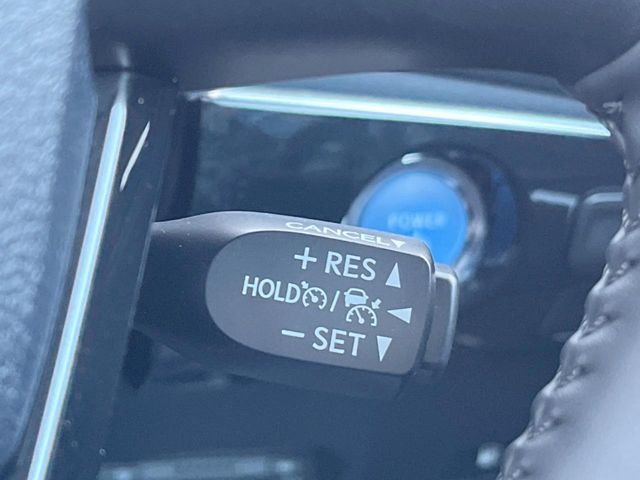 CANCEL▼
POWER
+ RES ▲
HOLD / ◀
− SET ▼